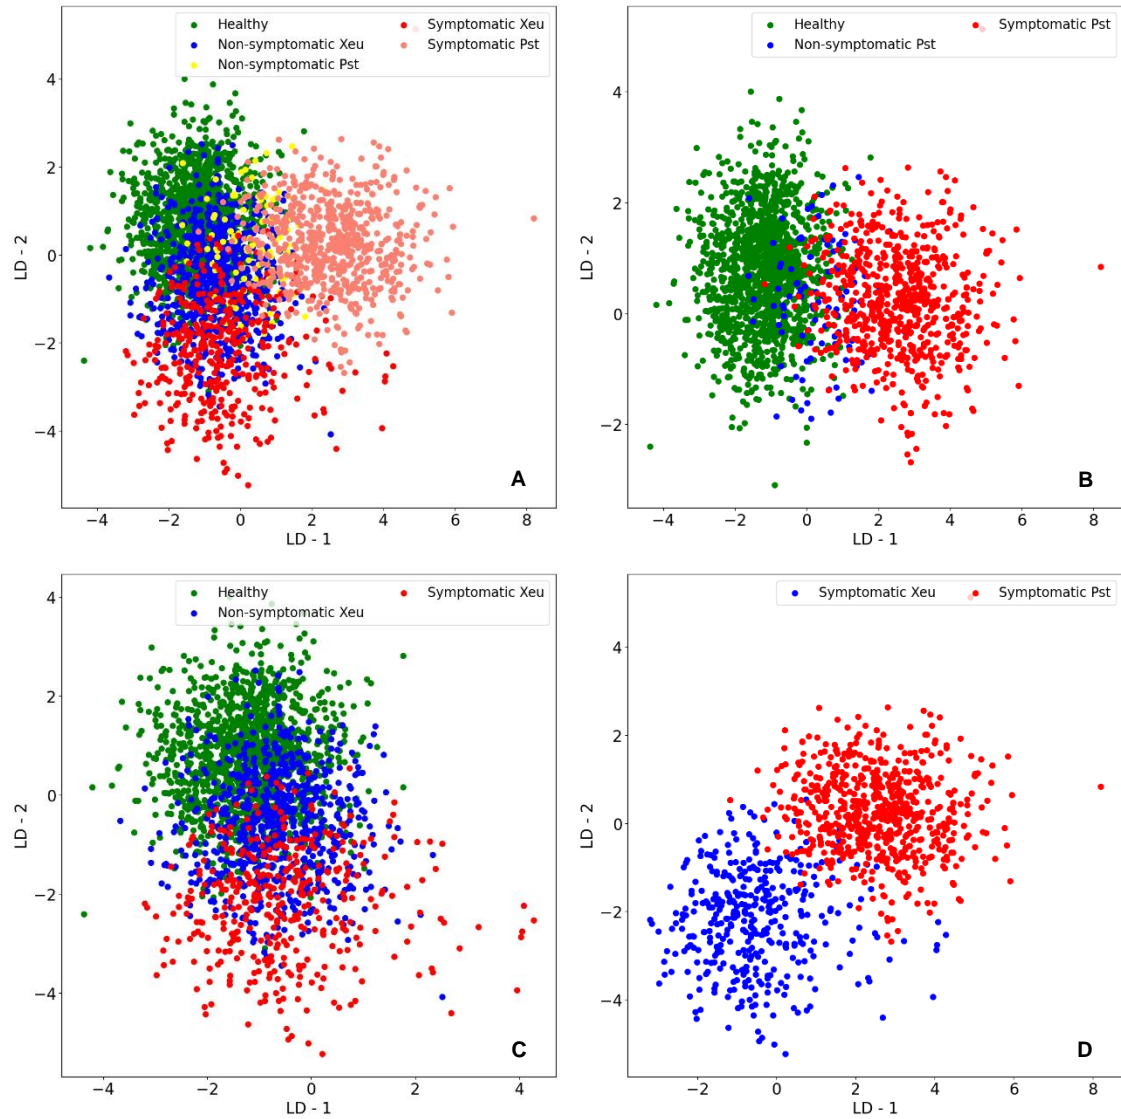 Healthy
Non-symptomatic Xeu
Non-symptomatic Pst
Symptomatic Xeu
Symptomatic Pst
4
2
0
−2
−4
LD - 2
−4 −2 0 2 4 6 8
LD - 1
A
Healthy
Non-symptomatic Pst
Symptomatic Pst
4
2
0
−2
LD - 2
−4 −2 0 2 4 6 8
LD - 1
B
Healthy
Non-symptomatic Xeu
Symptomatic Xeu
4
2
0
−2
−4
LD - 2
−4 −2 0 2 4
LD - 1
C
Symptomatic Xeu
Symptomatic Pst
4
2
0
−2
−4
LD - 2
−2 0 2 4 6 8
LD - 1
D